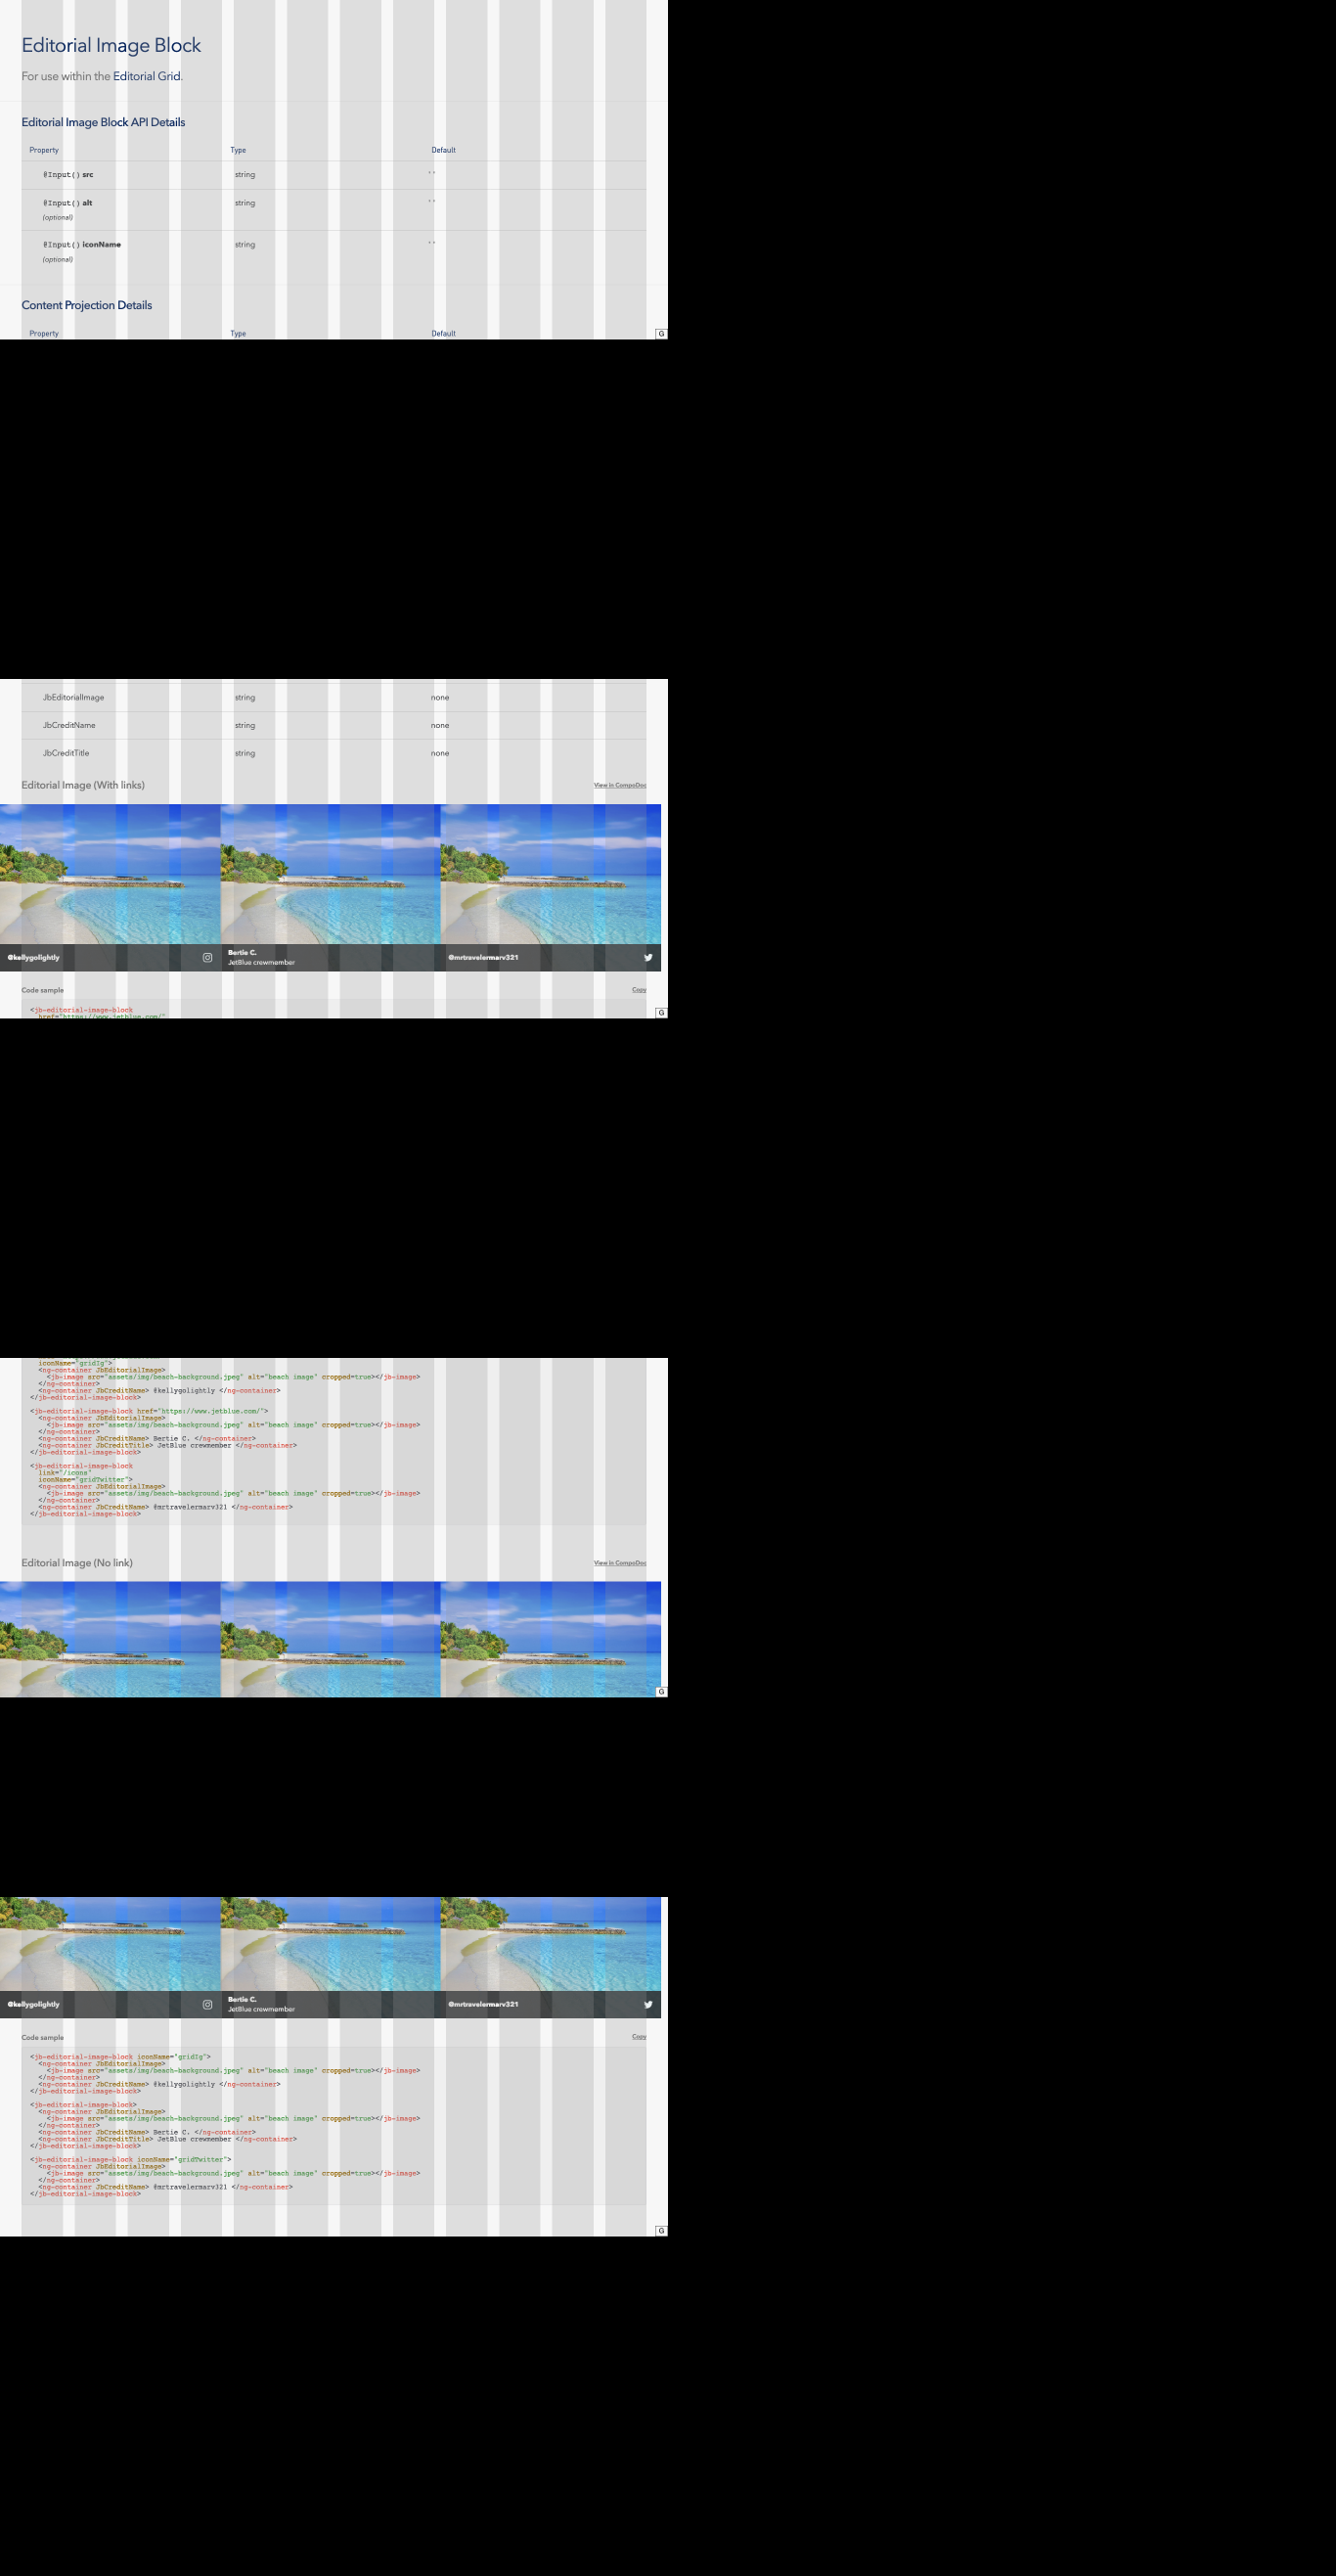 Editorial Image Block
For use within the Editorial Grid.
Editorial Image Block API Details
Property Type Default
@Input() src string ' '
@Input() alt string ' '
(optional)
@Input() iconName string ' '
(optional)
Content Projection Details
Property Type Default
G
JbEditorialImage string none
JbCreditName string none
JbCreditTitle string none
Editorial Image (With links) View in CompoDoc
@kellygolightly
Bertie C.
JetBlue crewmember
@mrtravelermarv321
Code sample Copy
<jb-editorial-image-block
href="https://www.jetblue.com/"
G
iconName="gridIg">
<ng-container JbEditorialImage>
<jb-image src="assets/img/beach-background.jpeg" alt="beach image" cropped=true></jb-image>
</ng-container>
<ng-container JbCreditName> @kellygolightly </ng-container>
</jb-editorial-image-block>
<jb-editorial-image-block href="https://www.jetblue.com/">
<ng-container JbEditorialImage>
<jb-image src="assets/img/beach-background.jpeg" alt="beach image" cropped=true></jb-image>
</ng-container>
<ng-container JbCreditName> Bertie C. </ng-container>
<ng-container JbCreditTitle> JetBlue crewmember </ng-container>
</jb-editorial-image-block>
<jb-editorial-image-block
link="/icons"
iconName="gridTwitter">
<ng-container JbEditorialImage>
<jb-image src="assets/img/beach-background.jpeg" alt="beach image" cropped=true></jb-image>
</ng-container>
<ng-container JbCreditName> @mrtravelermarv321 </ng-container>
</jb-editorial-image-block>
Editorial Image (No link) View in CompoDoc
G
@kellygolightly
Bertie C.
JetBlue crewmember
@mrtravelermarv321
Code sample Copy
<jb-editorial-image-block iconName="gridIg">
<ng-container JbEditorialImage>
<jb-image src="assets/img/beach-background.jpeg" alt="beach image" cropped=true></jb-image>
</ng-container>
<ng-container JbCreditName> @kellygolightly </ng-container>
</jb-editorial-image-block>
<jb-editorial-image-block>
<ng-container JbEditorialImage>
<jb-image src="assets/img/beach-background.jpeg" alt="beach image" cropped=true></jb-image>
</ng-container>
<ng-container JbCreditName> Bertie C. </ng-container>
<ng-container JbCreditTitle> JetBlue crewmember </ng-container>
</jb-editorial-image-block>
<jb-editorial-image-block iconName="gridTwitter">
<ng-container JbEditorialImage>
<jb-image src="assets/img/beach-background.jpeg" alt="beach image" cropped=true></jb-image>
</ng-container>
<ng-container JbCreditName> @mrtravelermarv321 </ng-container>
</jb-editorial-image-block>
G